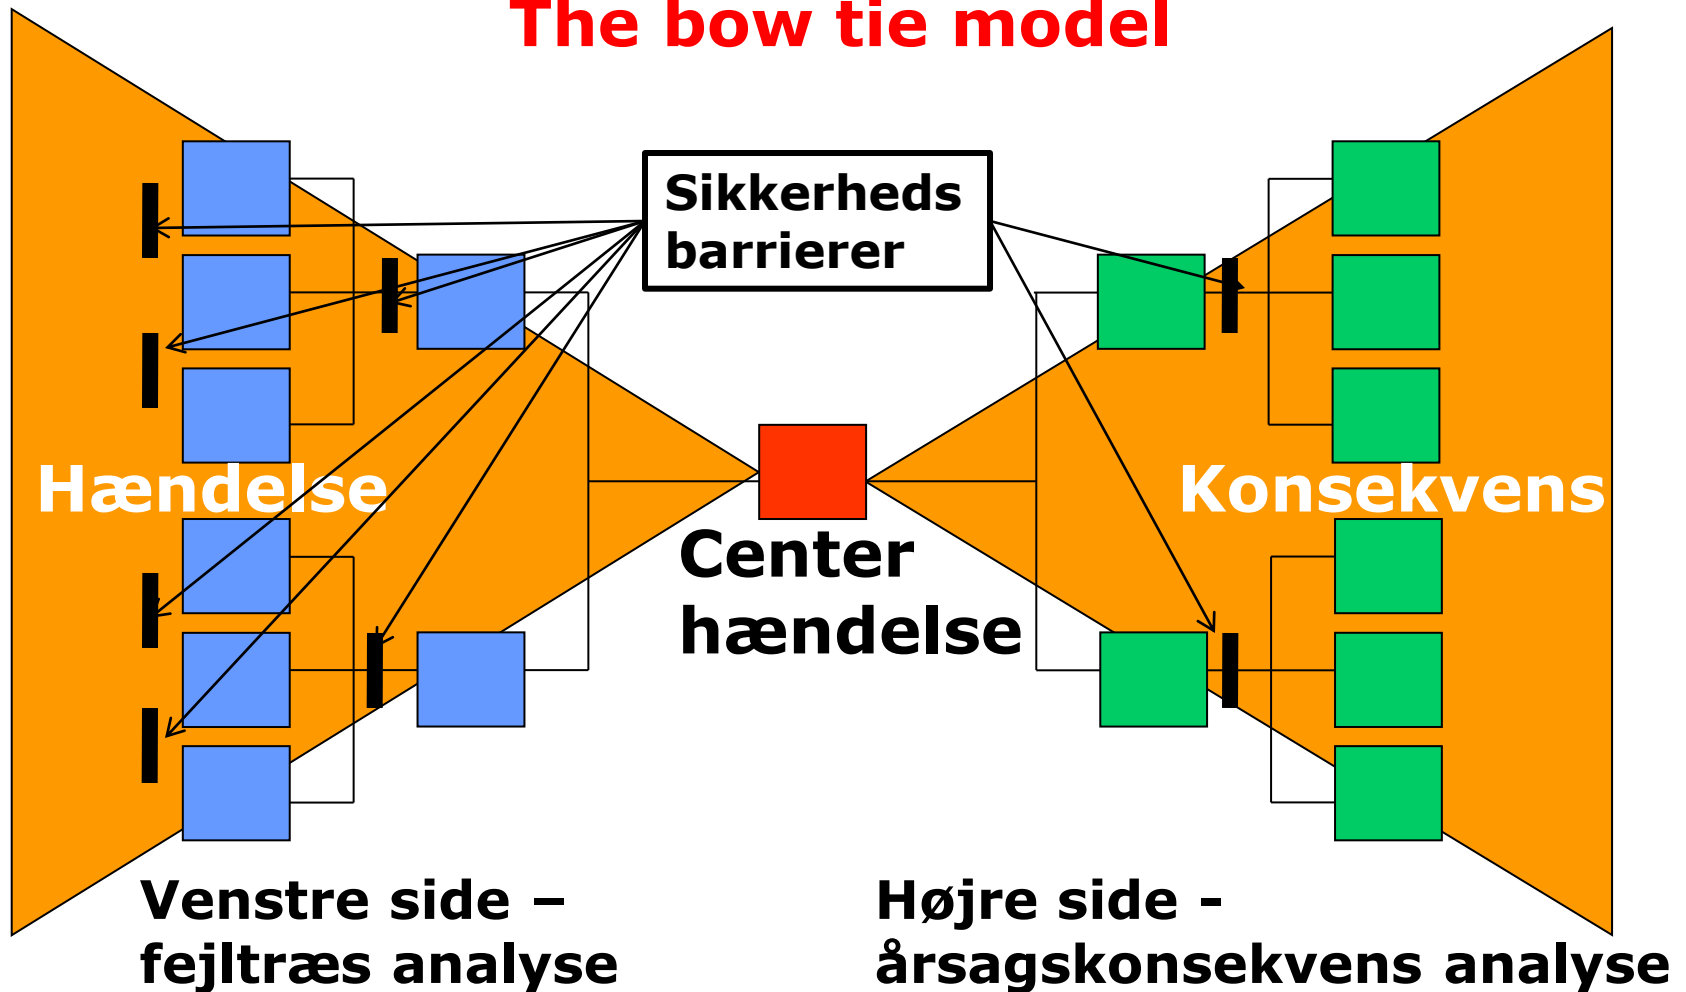 The bow tie model
Sikkerheds
barrierer
Hændelse
Konsekvens
Center
hændelse
Venstre side –
fejltræs analyse
Højre side -
årsagskonsekvens analyse